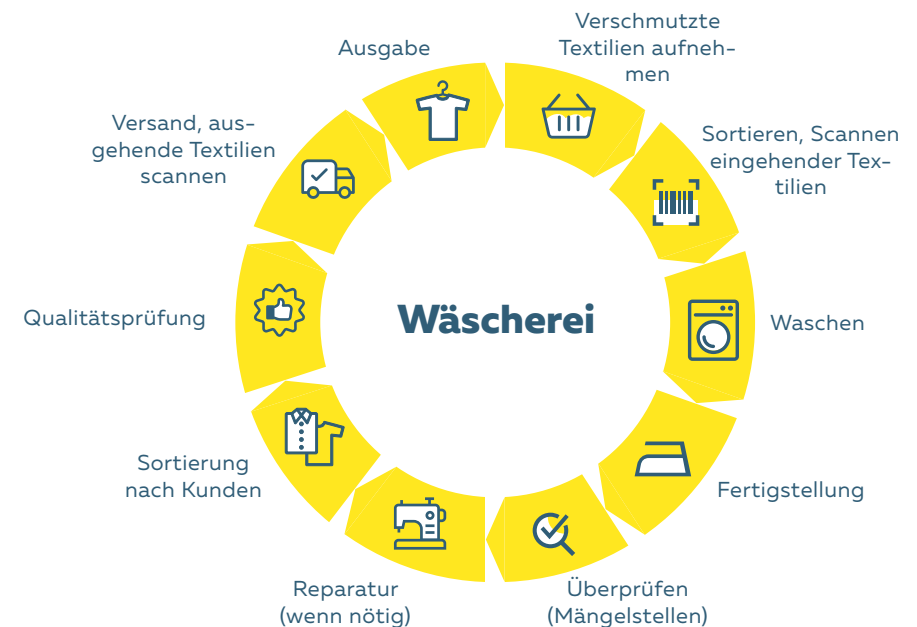 Verschmutzte
Textilien aufneh-
men
Sortieren, Scannen
eingehender Tex-
tilien
Waschen
Fertigstellung
Überprüfen
(Mängelstellen)
Reparatur
(wenn nötig)
Sortierung
nach Kunden
Qualitätsprüfung
Versand, aus-
gehende Textilien
scannen
Ausgabe
Wäscherei